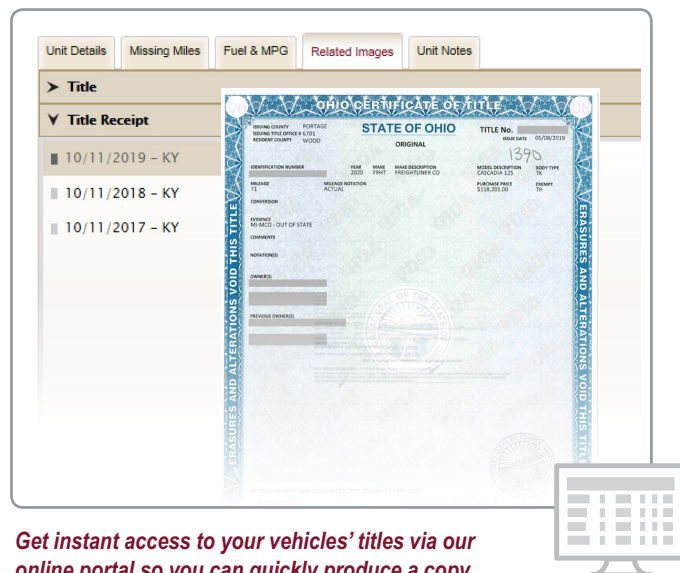 Unit Details Missing Miles Fuel & MPG Related Images Unit Notes
Title
Title Receipt
10/11/2019 – KY
10/11/2018 – KY
10/11/2017 – KY
OHIO CERTIFICATE OF TITLE
ISSUING COUNTY PORTAGE
ISSUING TITLE OFFICE # 6701
RESIDENT COUNTY WOOD
STATE OF OHIO
ORIGINAL
TITLE No.
ISSUE DATE 05/08/2019
1390
IDENTIFICATION NUMBER YEAR MAKE MAKE DESCRIPTION MODEL DESCRIPTION BODY TYPE
2020 FRHT FREIGHTLINER CO CASCADIA 125 TK
MILEAGE MILEAGE NOTATION PURCHASE PRICE EXEMPT
71 ACTUAL $118,201.00 TH
CONVERSION
EVIDENCE
MI-MCO - OUT OF STATE
COMMENTS
NOTATION(S)
OWNER(S)
PREVIOUS OWNER(S)
ERASURES AND ALTERATIONS VOID THIS TITLE
ERASURES AND ALTERATIONS VOID THIS TITLE
Get instant access to your vehicles' titles via our
online portal so you can quickly produce a copy